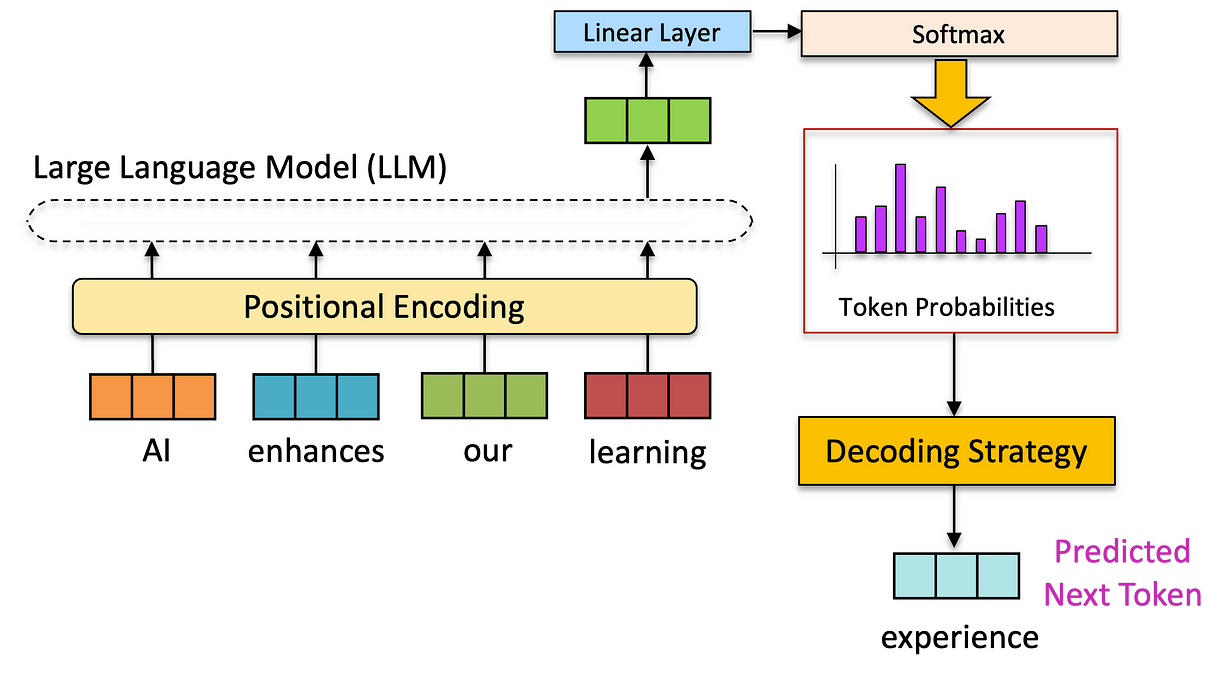 Linear Layer
Softmax
Large Language Model (LLM)
Positional Encoding
AI
enhances
our
learning
Token Probabilities
Decoding Strategy
Predicted
Next Token
experience